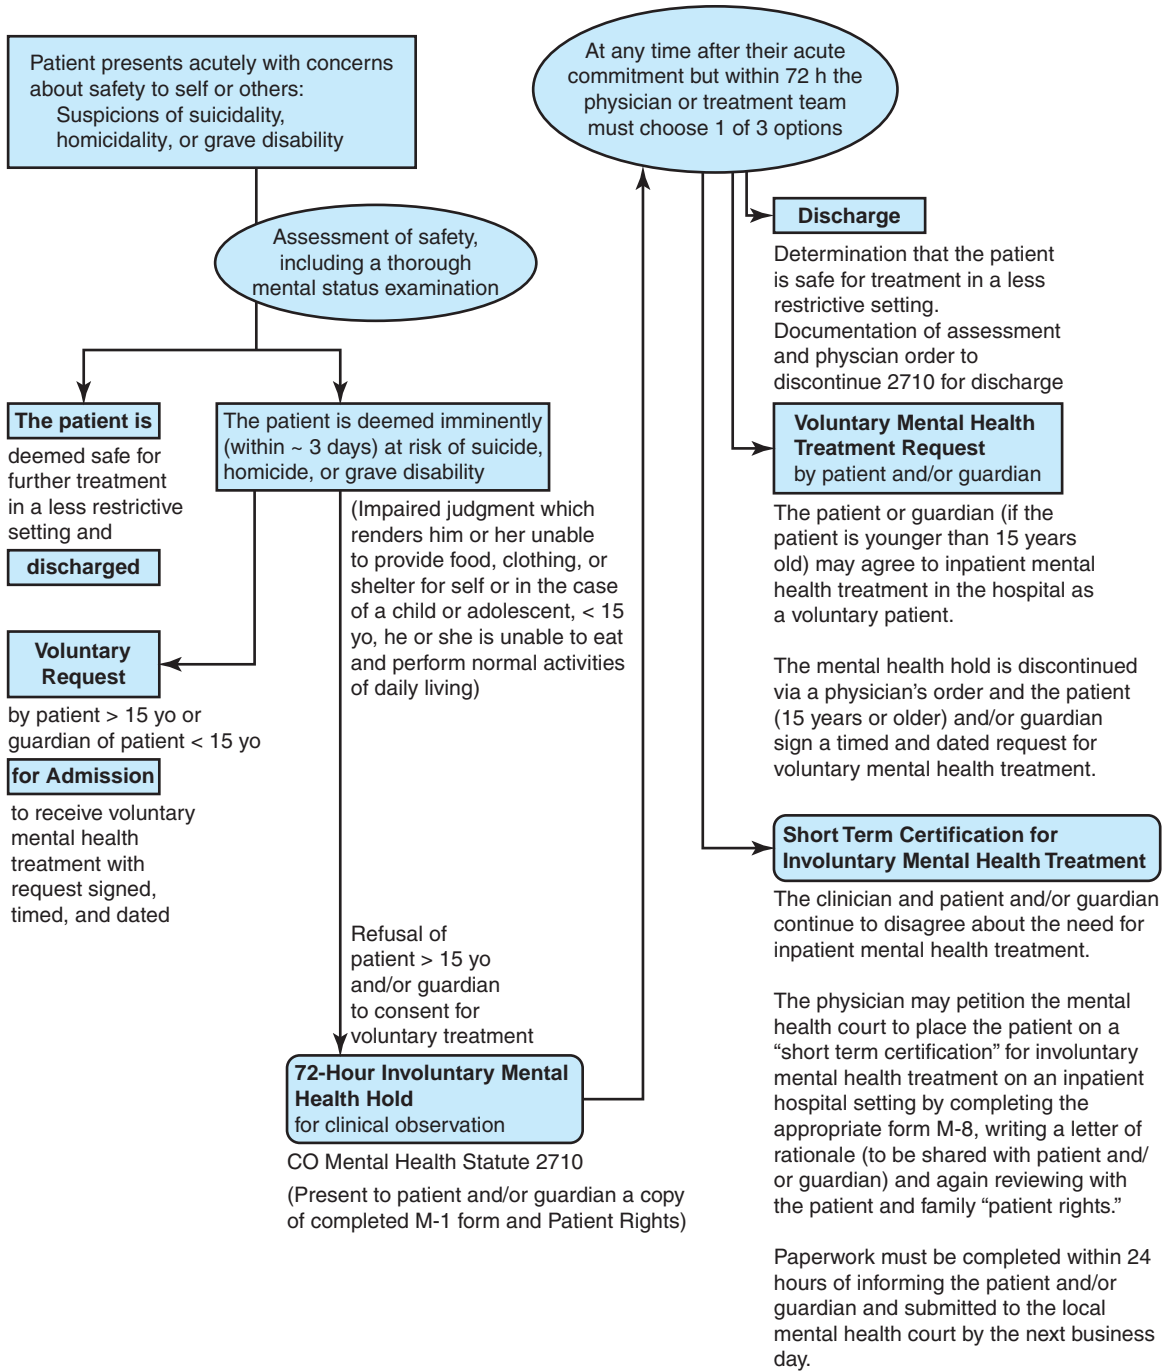 Patient presents acutely with concerns
about safety to self or others:
Suspicions of suicidality,
homicidality, or grave disability
Assessment of safety,
including a thorough
mental status examination
The patient is
deemed safe for
further treatment
in a less restrictive
setting and
discharged
The patient is deemed imminently
(within ~ 3 days) at risk of suicide,
homicide, or grave disability
(Impaired judgment which
renders him or her unable
to provide food, clothing, or
shelter for self or in the case
of a child or adolescent, < 15
yo, he or she is unable to eat
and perform normal activities
of daily living)
Voluntary
Request
by patient > 15 yo or
guardian of patient < 15 yo
for Admission
to receive voluntary
mental health
treatment with
request signed,
timed, and dated
Refusal of
patient > 15 yo
and/or guardian
to consent for
voluntary treatment
72-Hour Involuntary Mental
Health Hold
for clinical observation
CO Mental Health Statute 2710
(Present to patient and/or guardian a copy
of completed M-1 form and Patient Rights)
At any time after their acute
commitment but within 72 h the
physician or treatment team
must choose 1 of 3 options
Discharge
Determination that the patient
is safe for treatment in a less
restrictive setting.
Documentation of assessment
and physcian order to
discontinue 2710 for discharge
Voluntary Mental Health
Treatment Request
by patient and/or guardian
The patient or guardian (if the
patient is younger than 15 years
old) may agree to inpatient mental
health treatment in the hospital as
a voluntary patient.
The mental health hold is discontinued
via a physician's order and the patient
(15 years or older) and/or guardian
sign a timed and dated request for
voluntary mental health treatment.
Short Term Certification for
Involuntary Mental Health Treatment
The clinician and patient and/or guardian
continue to disagree about the need for
inpatient mental health treatment.
The physician may petition the mental
health court to place the patient on a
“short term certification” for involuntary
mental health treatment on an inpatient
hospital setting by completing the
appropriate form M-8, writing a letter of
rationale (to be shared with patient and/
or guardian) and again reviewing with
the patient and family “patient rights.”
Paperwork must be completed within 24
hours of informing the patient and/or
guardian and submitted to the local
mental health court by the next business
day.